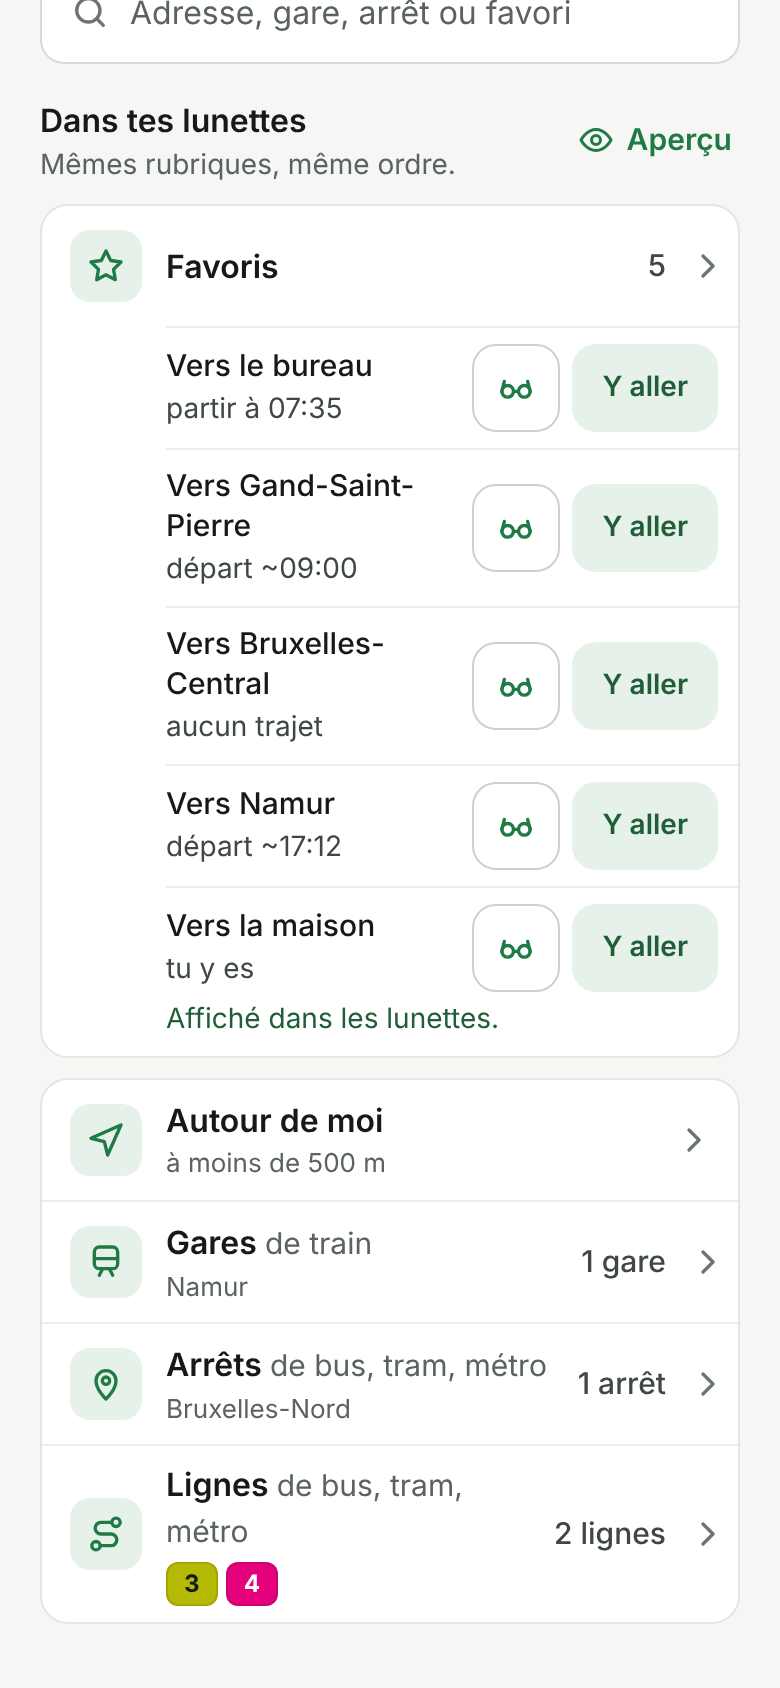 Adresse, gare, arrêt ou favori
Dans tes lunettes
Mêmes rubriques, même ordre.
Aperçu
Favoris
5
Vers le bureau
partir à 07:35
Y aller
Vers Gand-Saint-
Pierre
départ ~09:00
Y aller
Vers Bruxelles-
Central
aucun trajet
Y aller
Vers Namur
départ ~17:12
Y aller
Vers la maison
tu y es
Y aller
Affiché dans les lunettes.
Autour de moi
à moins de 500 m
Gares de train
Namur
1 gare
Arrêts de bus, tram, métro
Bruxelles-Nord
1 arrêt
Lignes de bus, tram,
métro
2 lignes
3 4